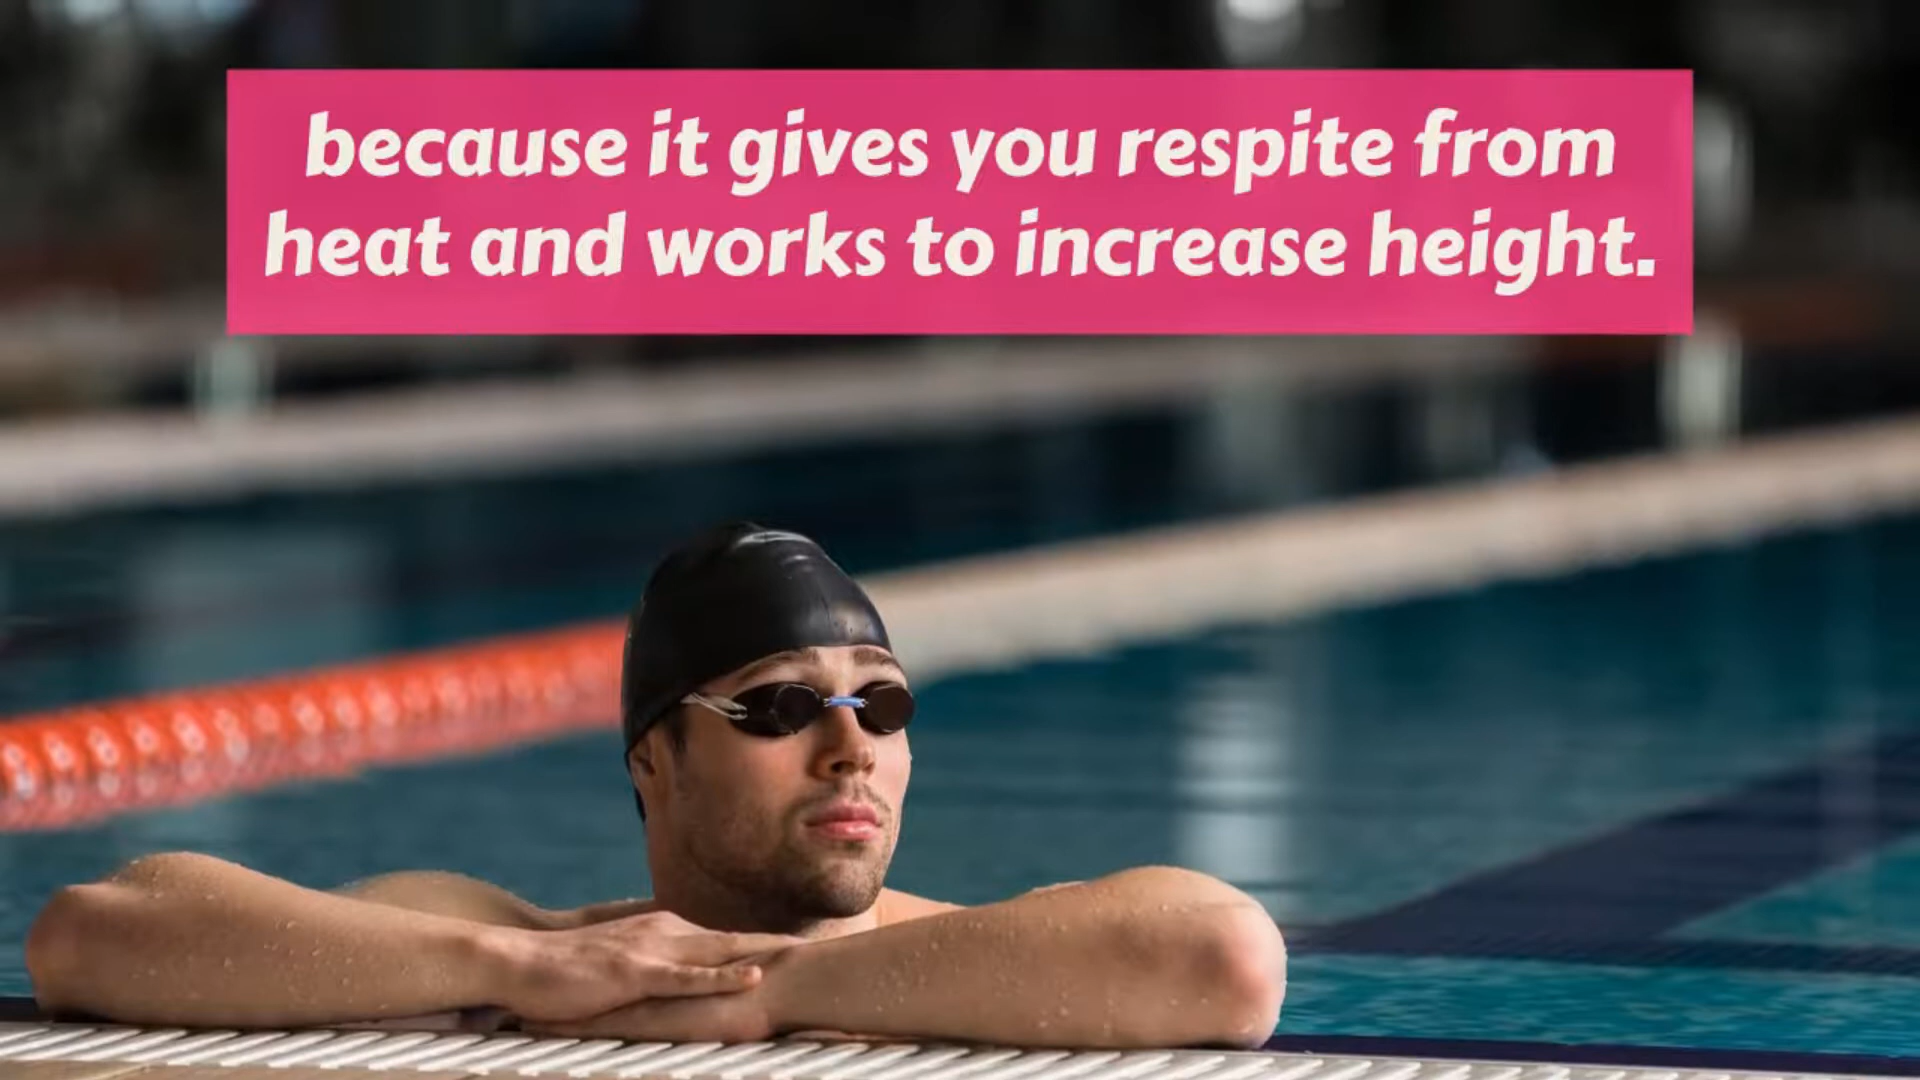 because it gives you respite from
heat and works to increase height.